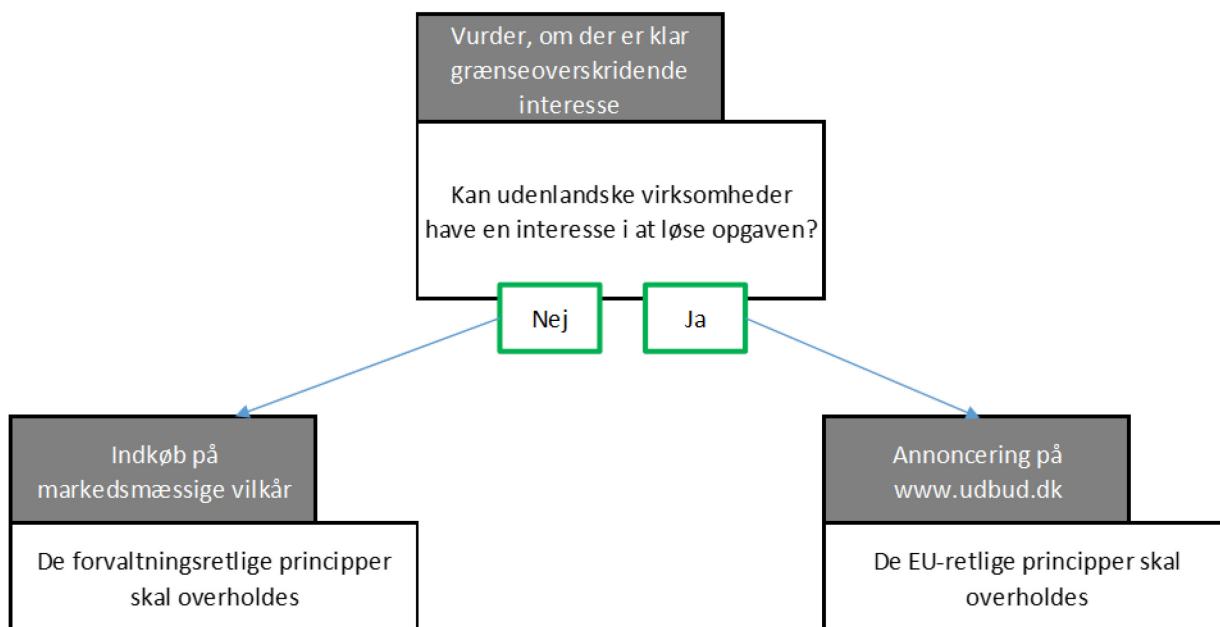 Vurder, om der er klar
grænseoverskridende
interesse
Kan udenlandske virksomheder
have en interesse i at løse opgaven?
Nej
Ja
Indkøb på
markedsmæssige vilkår
De forvaltningsretlige principper
skal overholdes
Annoncering på
www.udbud.dk
De EU-retlige principper skal
overholdes